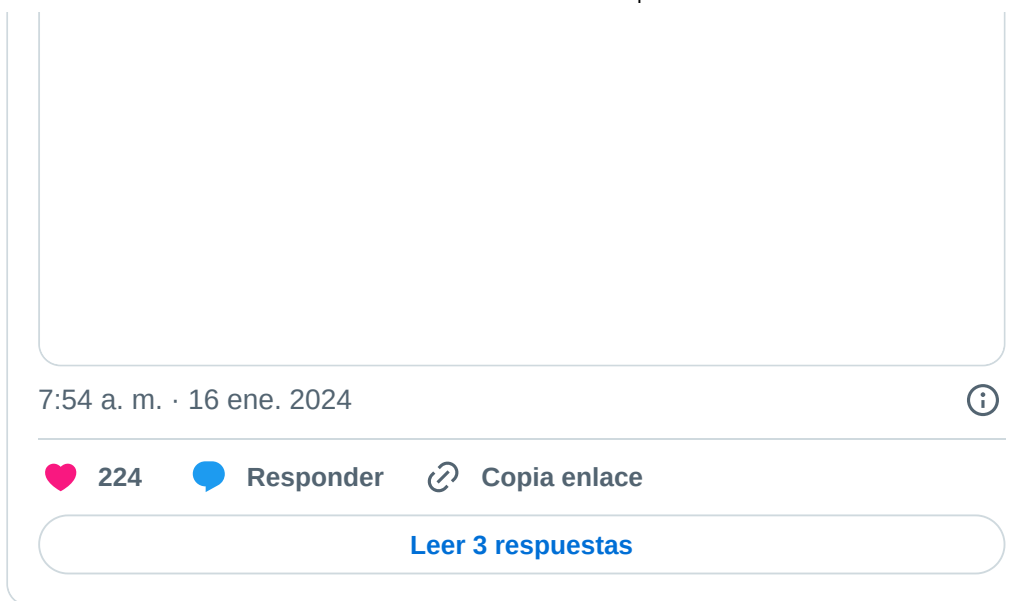 7:54 a. m. · 16 ene. 2024
224 Responder Copia enlace
Leer 3 respuestas